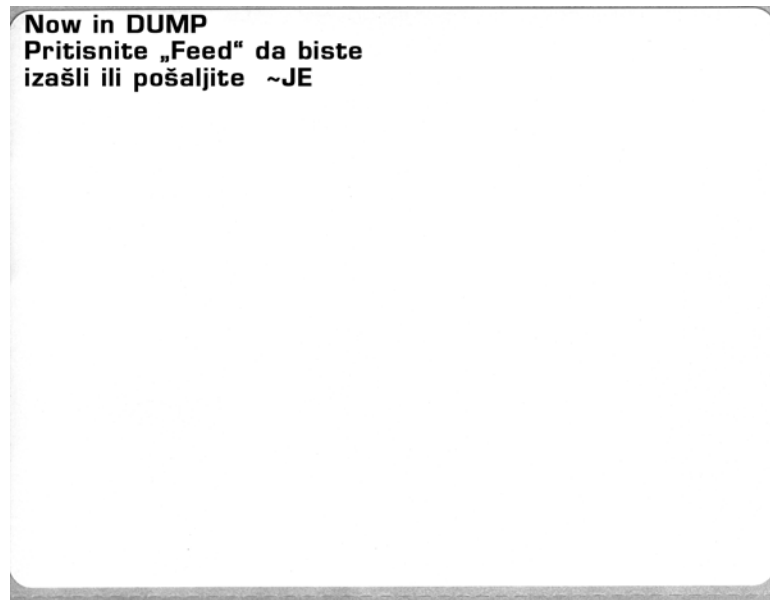 Now in DUMP
Pritisnite „Feed“ da biste
izašli ili pošaljite ~JE